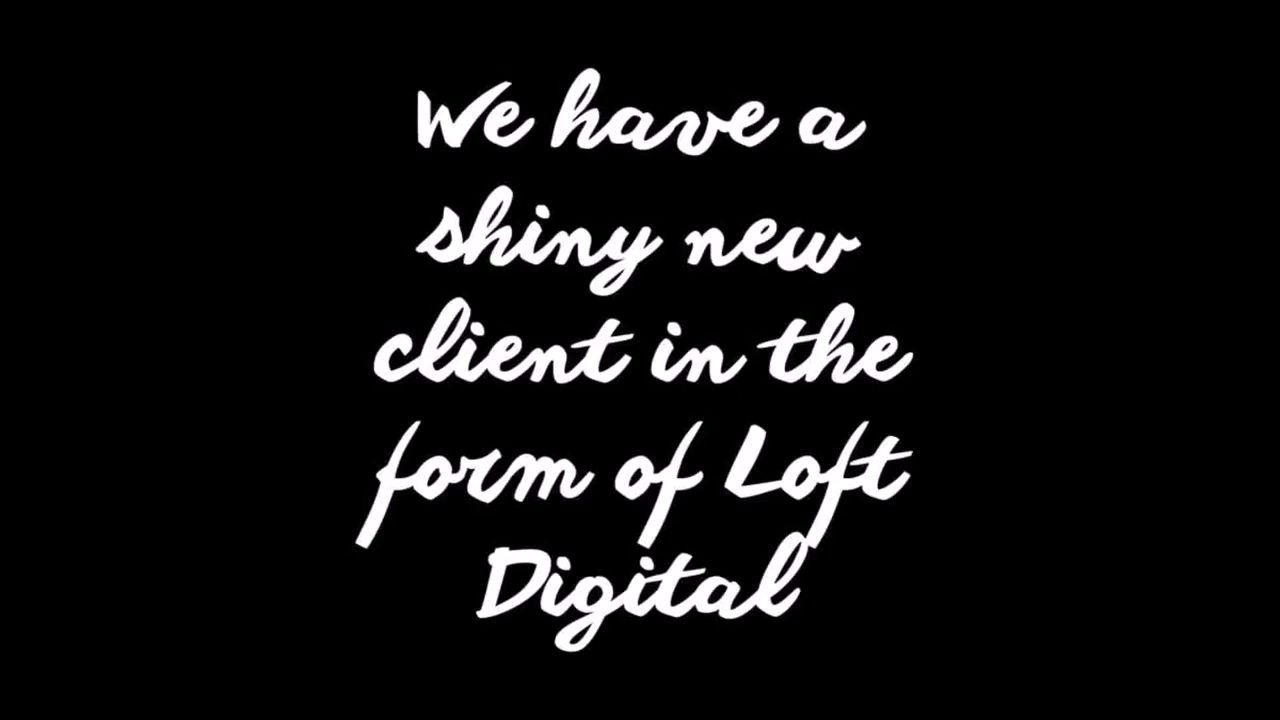 We have a
shiny new
client in the
form of Loft
Digital